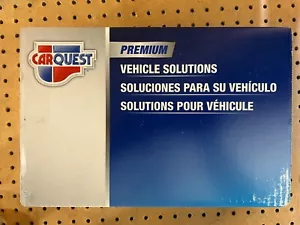 CARQUEST
PREMIUM
VEHICLE SOLUTIONS
SOLUCIONES PARA SU VEHÍCULO
SOLUTIONS POUR VÉHICULE